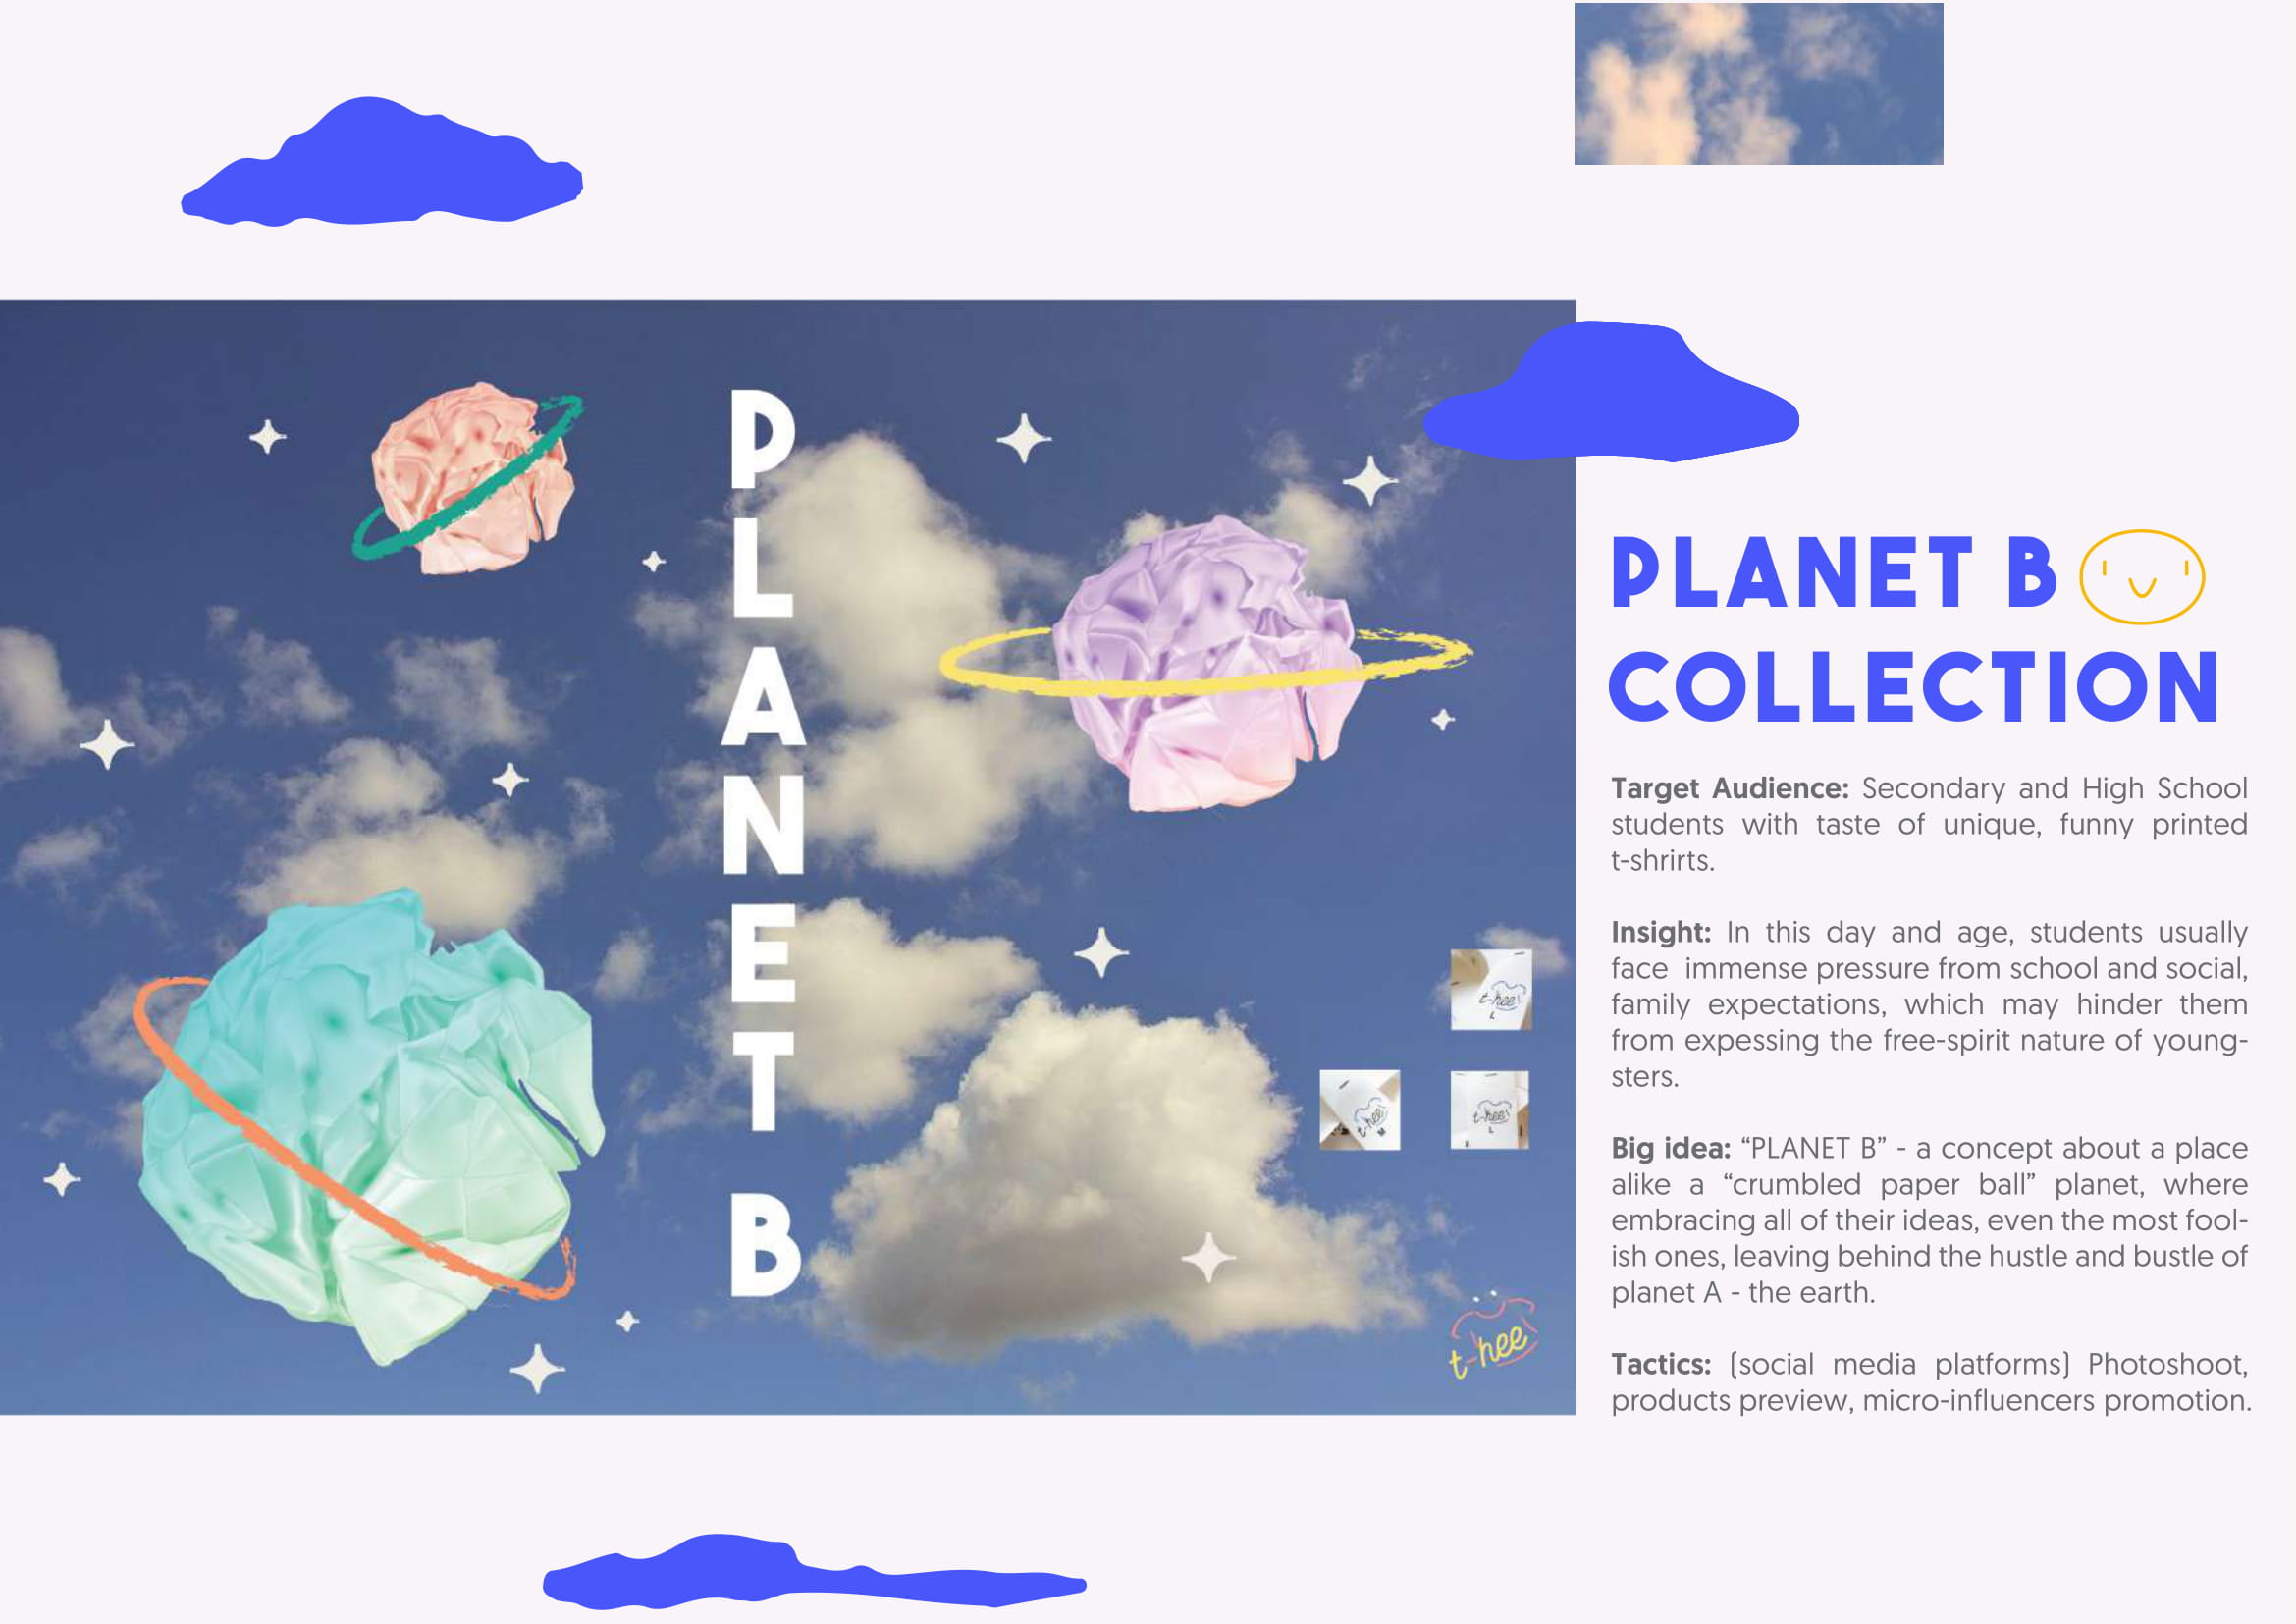 PLANET B
PLANET B
COLLECTION
Target Audience: Secondary and High School
students with taste of unique, funny printed
t-shrirts.
Insight: In this day and age, students usually
face immense pressure from school and social,
family expectations, which may hinder them
from expessing the free-spirit nature of young-
sters.
Big idea: “PLANET B” - a concept about a place
alike a “crumbled paper ball” planet, where
embracing all of their ideas, even the most fool-
ish ones, leaving behind the hustle and bustle of
planet A - the earth.
Tactics: (social media platforms) Photoshoot,
products preview, micro-influencers promotion.
t-hee!
L
t-hee!
M
t-hee!
L
t-hee!